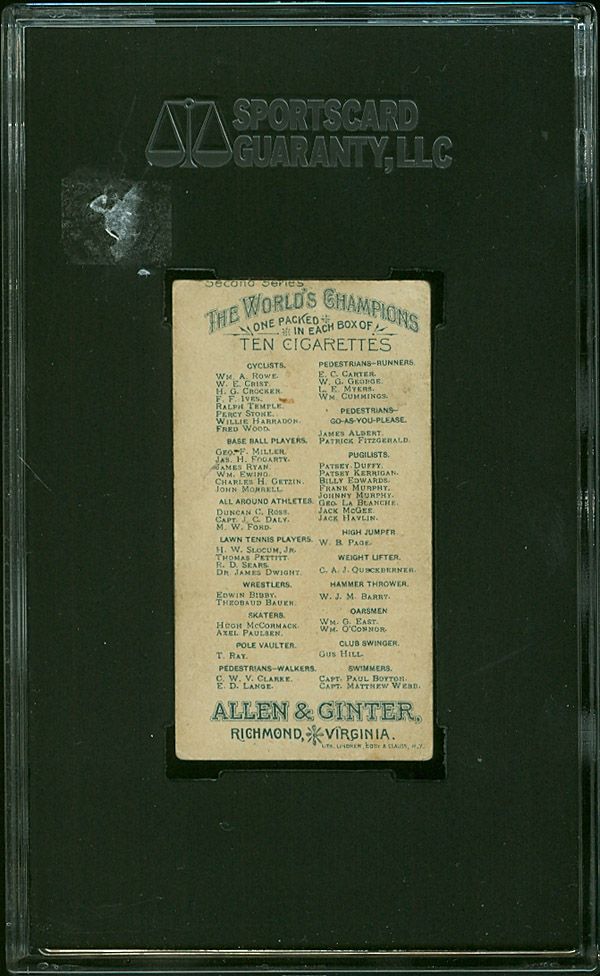 SPORTSCARD
GUARANTY, LLC
Second Series
THE WORLD'S CHAMPIONS
ONE PACKED
IN EACH BOX OF
TEN CIGARETTES
CYCLISTS.
WM. A. ROWE.
W. E. CRIST.
H. G. CROCKER.
F. F. IVES.
RALPH TEMPLE.
PERCY STONE.
WILLIE HARRADON.
FRED WOOD.
BASE BALL PLAYERS.
GEO. F. MILLER.
JAS. H. FOGARTY.
JAMES RYAN.
WM. EWING.
CHARLES H. GETZIN.
JOHN MORRELL.
ALL AROUND ATHLETES.
DUNCAN C. ROSS.
CAPT. J. C. DALY.
M. W. FORD.
LAWN TENNIS PLAYERS.
H. W. SLOCUM, JR.
THOMAS PETTITT.
R. D. SEARS.
DR. JAMES DWIGHT.
WRESTLERS.
EDWIN BIBBY.
THEOBAUD BAUER.
SKATERS.
HUGH MCCORMACK.
AXEL PAULSEN.
POLE VAULTER.
T. RAY.
PEDESTRIANS-WALKERS.
C. W. V. CLARKE.
E. D. LANGE.
PEDESTRIANS-RUNNERS.
E. C. CARTER.
W. G. GEORGE.
L. E. MYERS.
WM. CUMMINGS.
PEDESTRIANS-
GO-AS-YOU-PLEASE.
JAMES ALBERT.
PATRICK FITZGERALD.
PUGILISTS.
PATSEY DUFFY.
PATSEY KERRIGAN.
BILLY EDWARDS.
FRANK MURPHY.
JOHNNY MURPHY.
GEO. LA BLANCHE.
JACK MCGEE.
JACK HAVLIN.
HIGH JUMPER
W. B. PAGE.
WEIGHT LIFTER.
C. A. J. QUECKBERNER.
HAMMER THROWER.
W. J. M. BARRY.
OARSMEN
WM. G. EAST.
WM. O'CONNOR.
CLUB SWINGER.
GUS HILL.
SWIMMERS.
CAPT. PAUL BOYTON.
CAPT. MATTHEW WEBB.
ALLEN & GINTER,
RICHMOND, VIRGINIA.
LITH. LINDNER, EDDY & CLAUSS, N.Y.